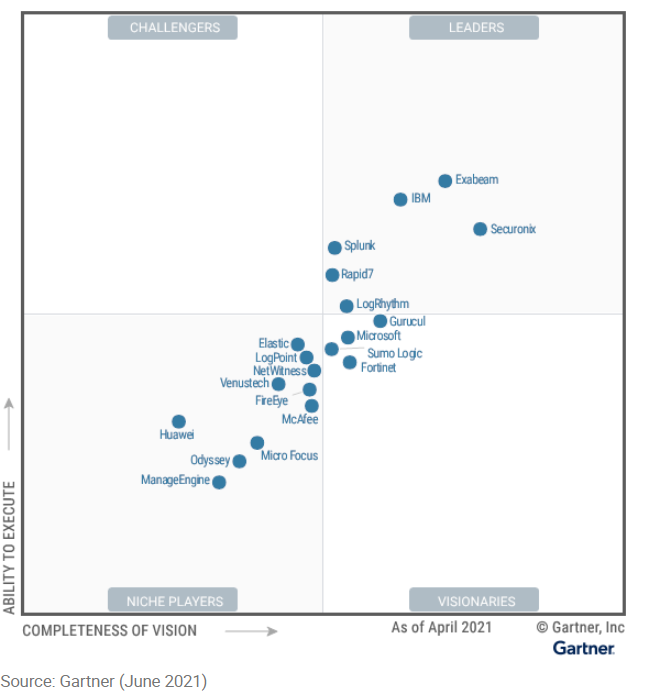 CHALLENGERS
LEADERS
Exabeam
IBM
Securonix
Splunk
Rapid7
LogRhythm
Gurucul
Microsoft
Elastic
Sumo Logic
LogPoint
Fortinet
NetWitness
Venustech
FireEye
McAfee
Huawei
Micro Focus
Odyssey
ManageEngine
ABILITY TO EXECUTE
NICHE PLAYERS
VISIONARIES
COMPLETENESS OF VISION
As of April 2021
© Gartner, Inc
Gartner.
Source: Gartner (June 2021)